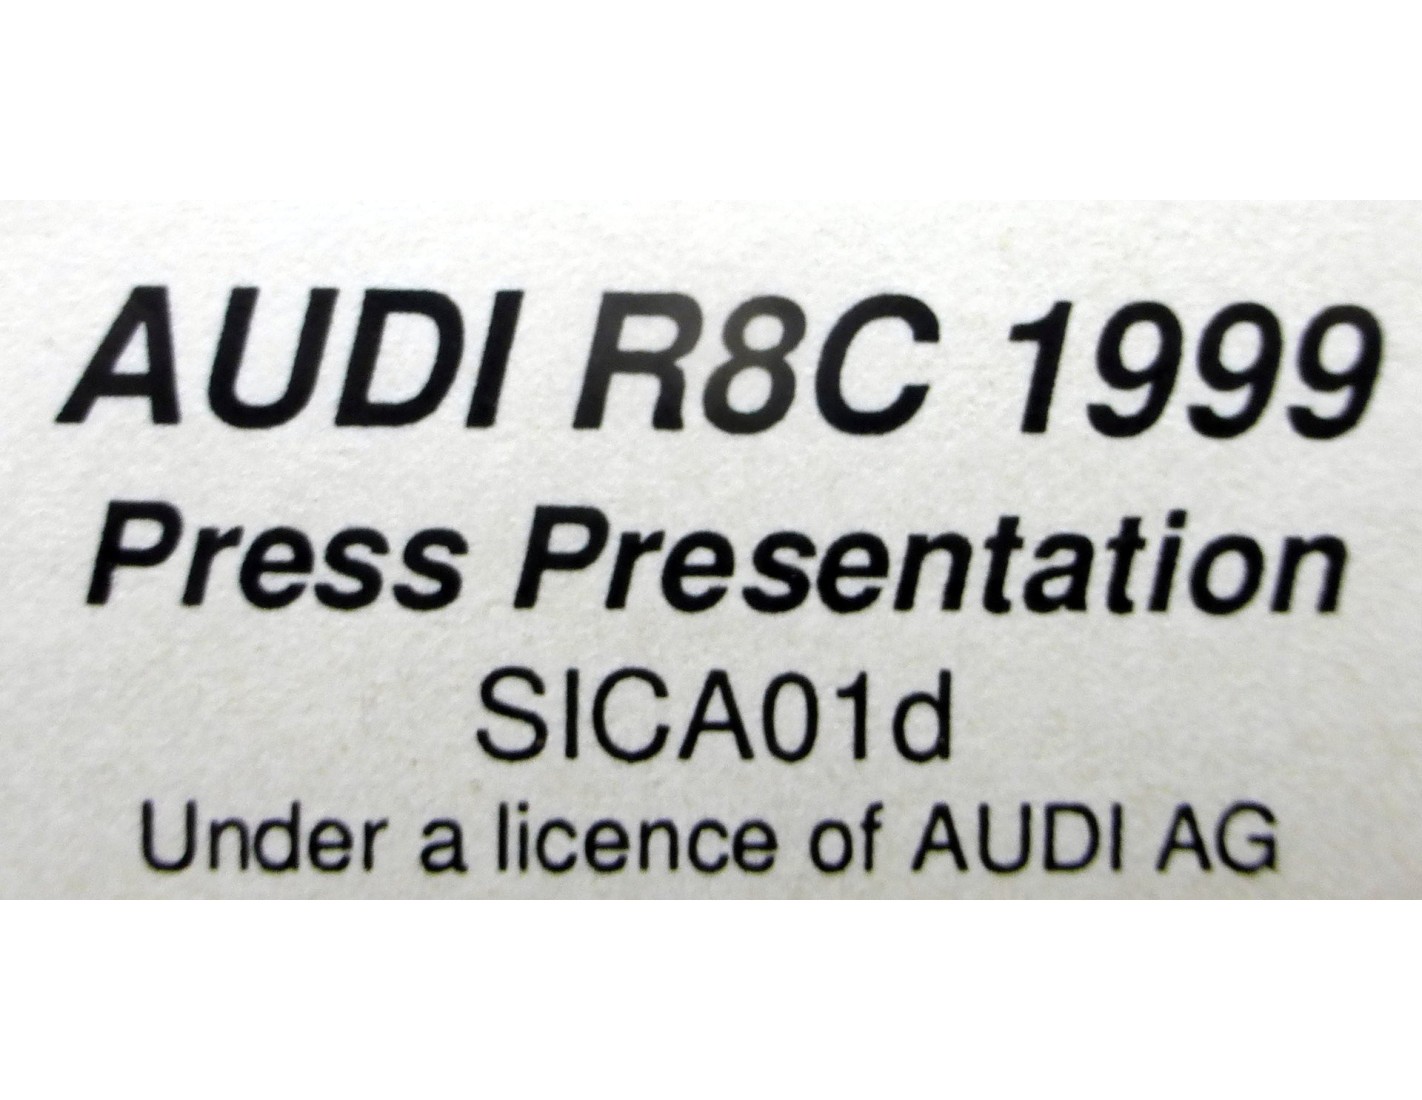 AUDI R8C 1999
Press Presentation
SICA01d
Under a licence of AUDI AG